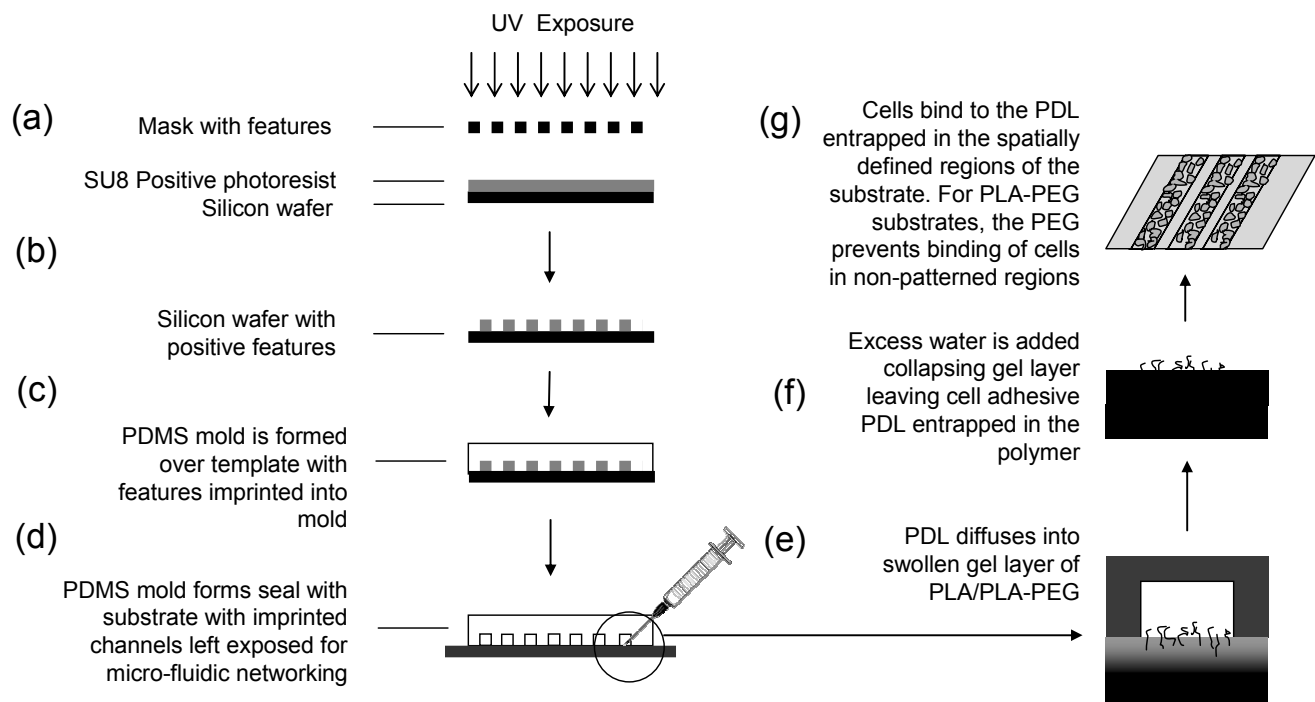 UV Exposure
(a)
Mask with features
SU8 Positive photoresist
Silicon wafer
(b)
Silicon wafer with
positive features
(c)
PDMS mold is formed
over template with
features imprinted into
mold
(d)
PDMS mold forms seal with
substrate with imprinted
channels left exposed for
micro-fluidic networking
(e)
PDL diffuses into
swollen gel layer of
PLA/PLA-PEG
(f)
Excess water is added
collapsing gel layer
leaving cell adhesive
PDL entrapped in the
polymer
(g)
Cells bind to the PDL
entrapped in the spatially
defined regions of the
substrate. For PLA-PEG
substrates, the PEG
prevents binding of cells
in non-patterned regions